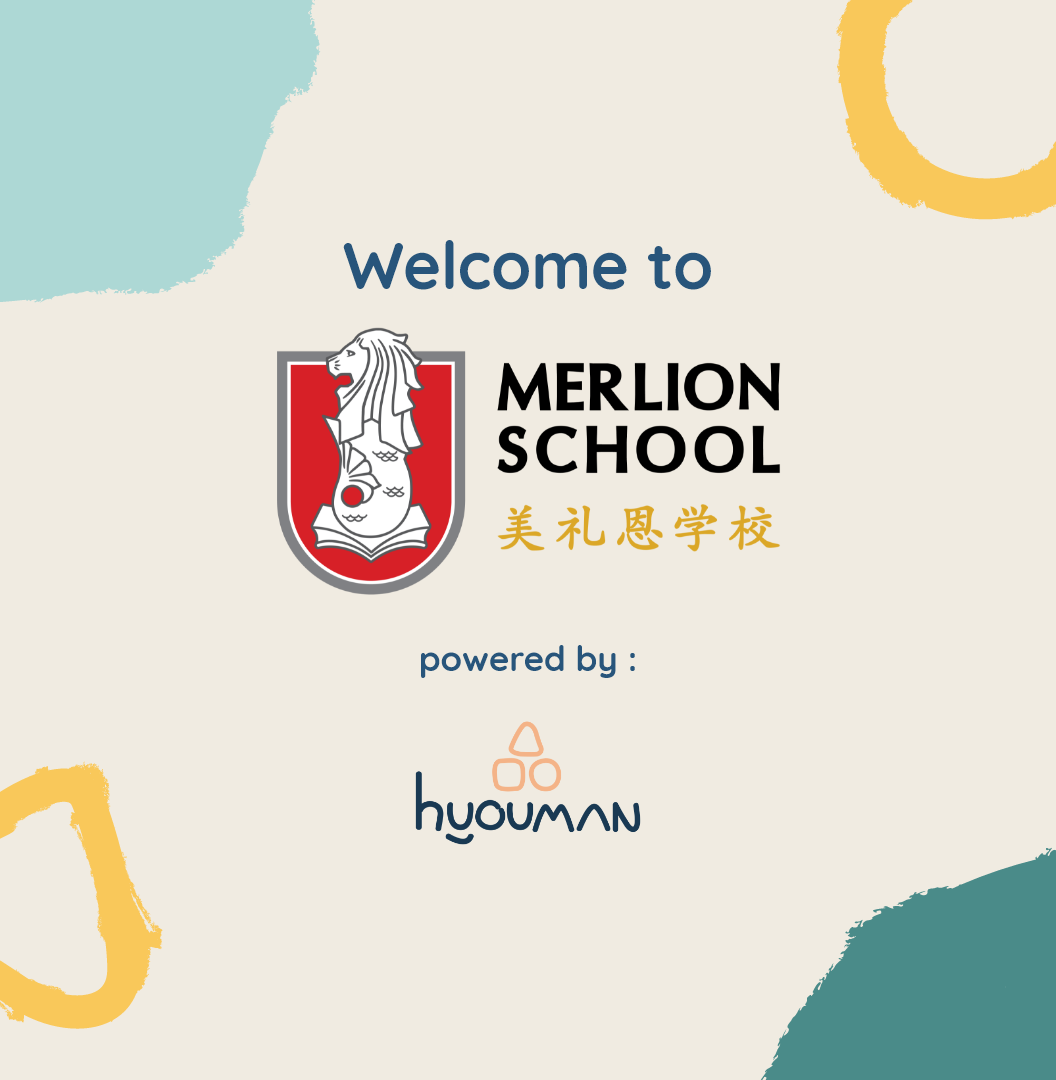 Welcome to
MERLION
SCHOOL
美礼恩学校
powered by :
hyouman